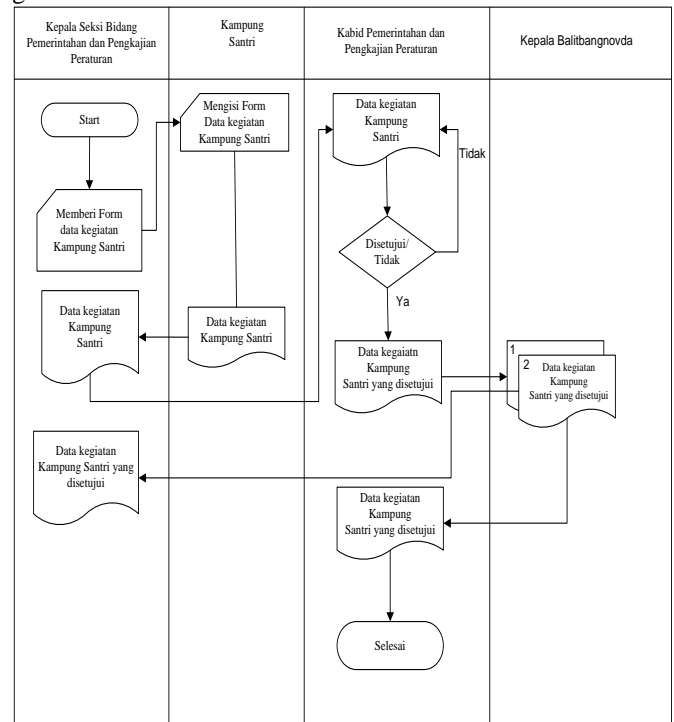 Kepala Seksi Bidang
Pemerintahan dan Pengkajian
Peraturan
Kampung
Santri
Kabid Pemerintahan dan
Pengkajian Peraturan
Kepala Balitbangnovda
Start
Memberi Form
data kegiatan
Kampung Santri
Mengisi Form
Data kegiatan
Kampung Santri
Data kegiatan
Kampung Santri
Data kegiatan
Kampung
Santri
Data kegiatan
Kampung
Santri
Tidak
Disetujui/
Tidak
Ya
Data kegaiatn
Kampung
Santri yang disetujui
1
2
Data kegiatan
Kampung
Santri yang disetujui
Data kegiatan
Kampung Santri yang
disetujui
Data kegiatan
Kampung
Santri yang disetujui
Selesai